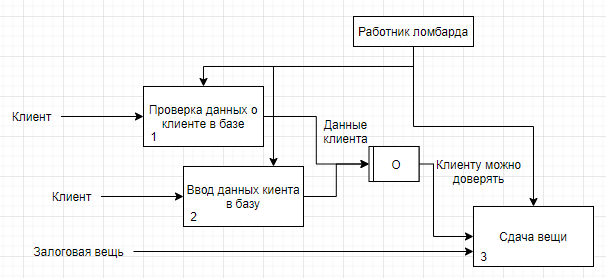 Работник ломбарда
Проверка данных о
клиенте в базе
1
Клиент
Данные
клиента
О
Клиенту можно
доверять
Ввод данных киента
в базу
2
Клиент
Сдача вещи
3
Залоговая вещь